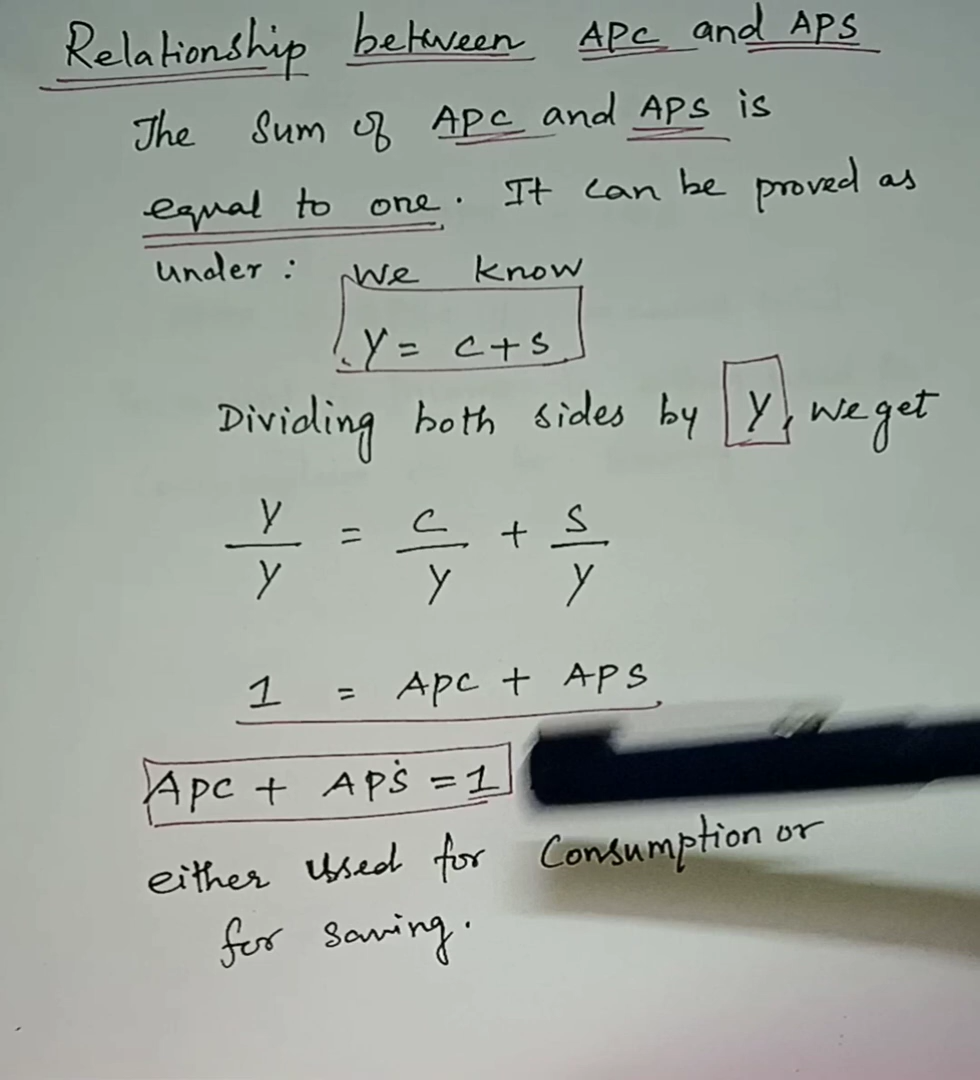 Relationship between APC and APS
The Sum of APC and APS is
equal to one. It can be proved as
under: We know
Y = C+S
Dividing both sides by Y, we get
Y/Y = C/Y + S/Y
1 = APC + APS
APC + APS = 1
either used for Consumption or
for saving.